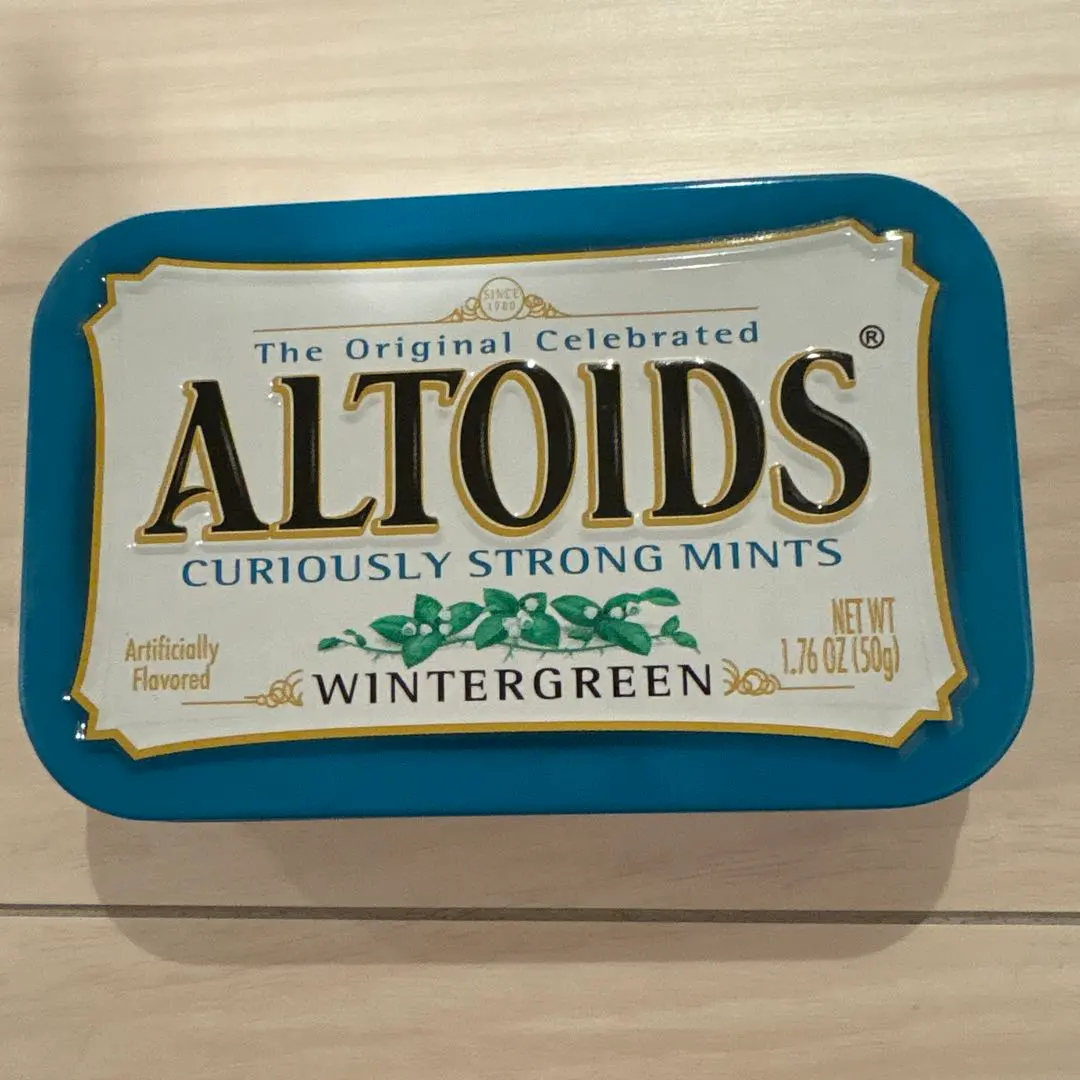 SINCE
1780
The Original Celebrated
ALTOIDS®
CURIOUSLY STRONG MINTS
Artificially
Flavored
WINTERGREEN
NET WT
1.76 OZ (50g)